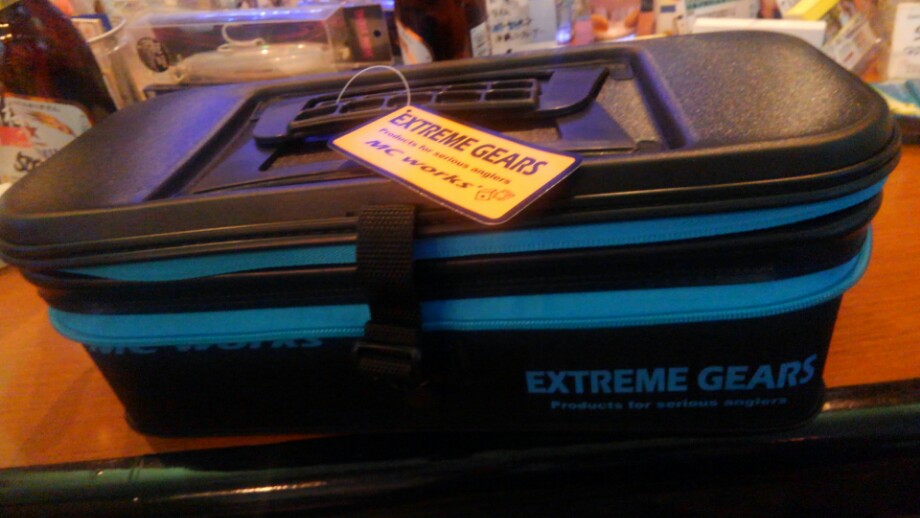 EXTREME GEARS
Products for serious anglers
MC works'
MC works
EXTREME GEARS
Products for serious anglers